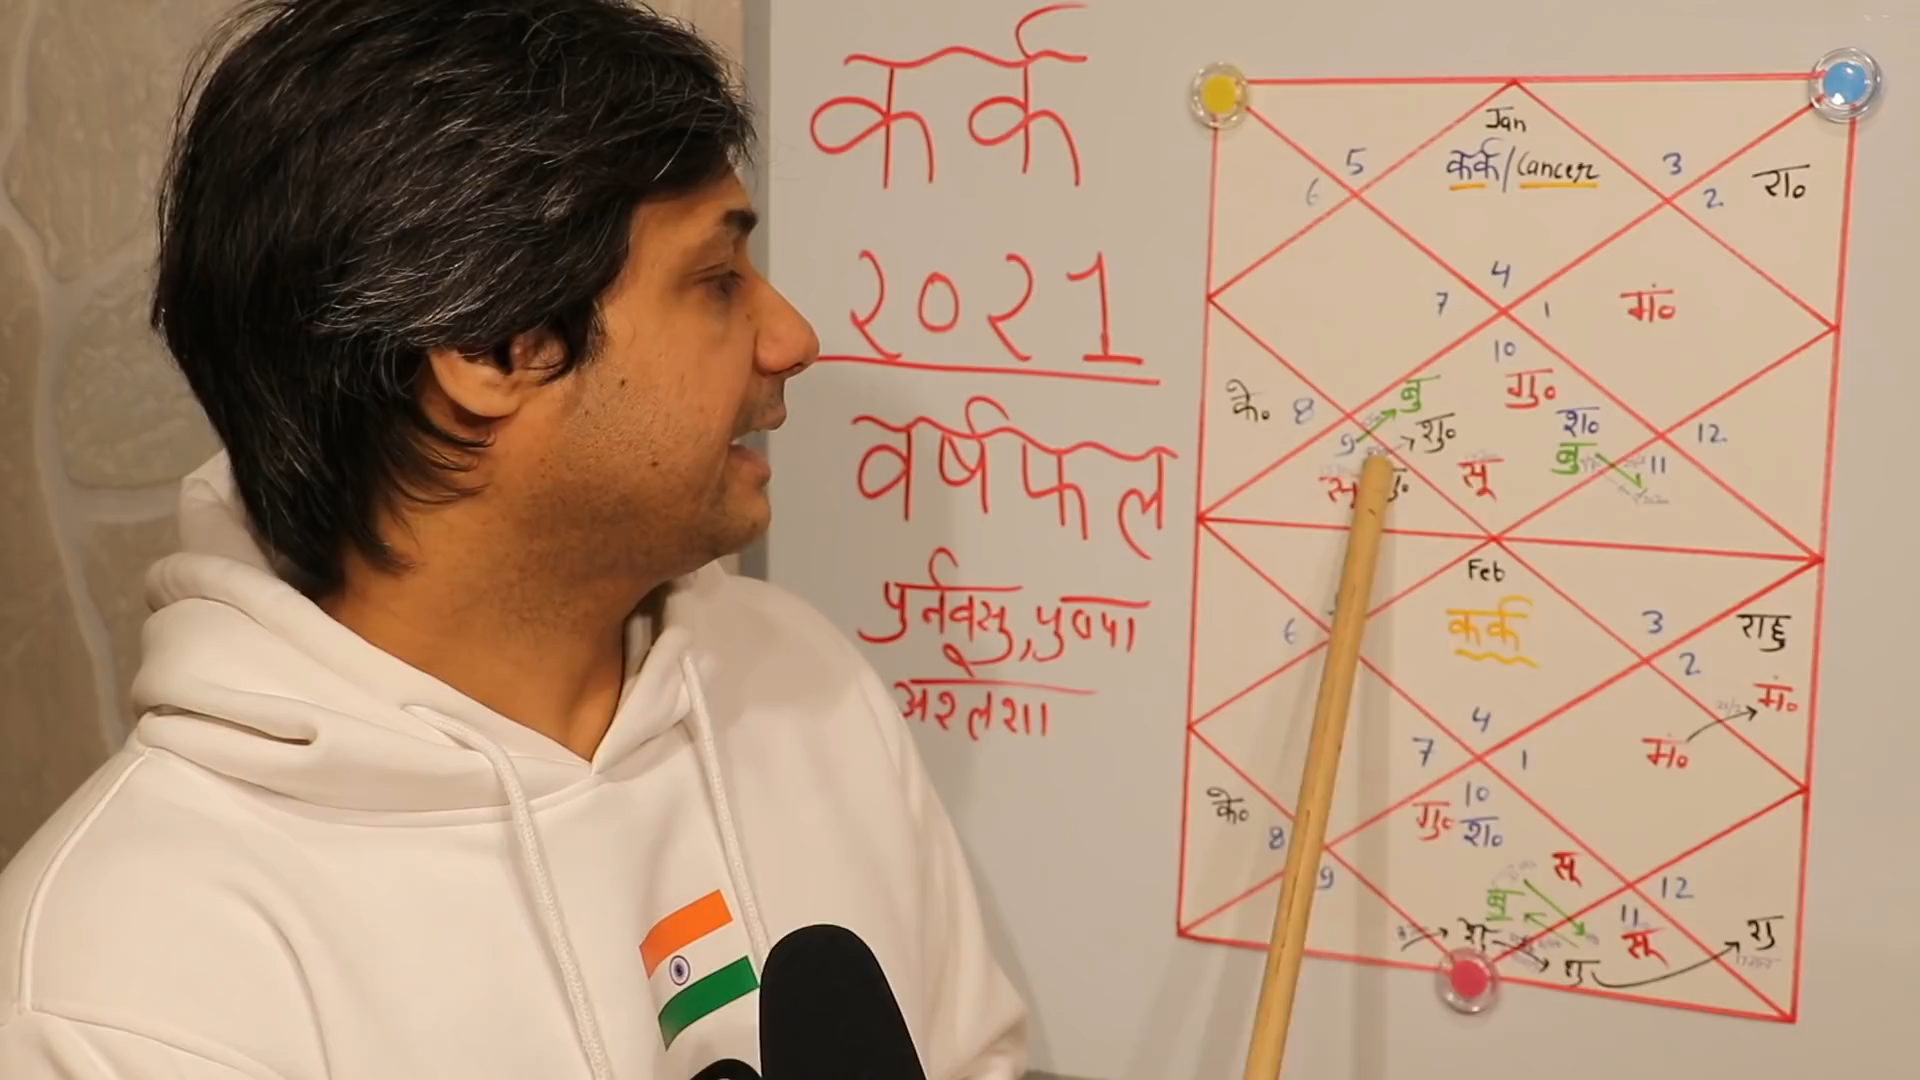 कर्क
२०२1
वर्षफल
पुर्नवसु, पुष्पा
अश्लेशा
Jan
कर्क/Cancer
5
3
6
2
रा०
4
7
1
मं०
10
गु०
के०
8
बु
9
शु०
श०
12
सू
बु
11
सू
Feb
कर्क
6
3
राहु
2
मं०
4
मं०
7
1
के०
10
गु०
श०
8
9
सू
12
बु
11
सू
शु
शु
शु